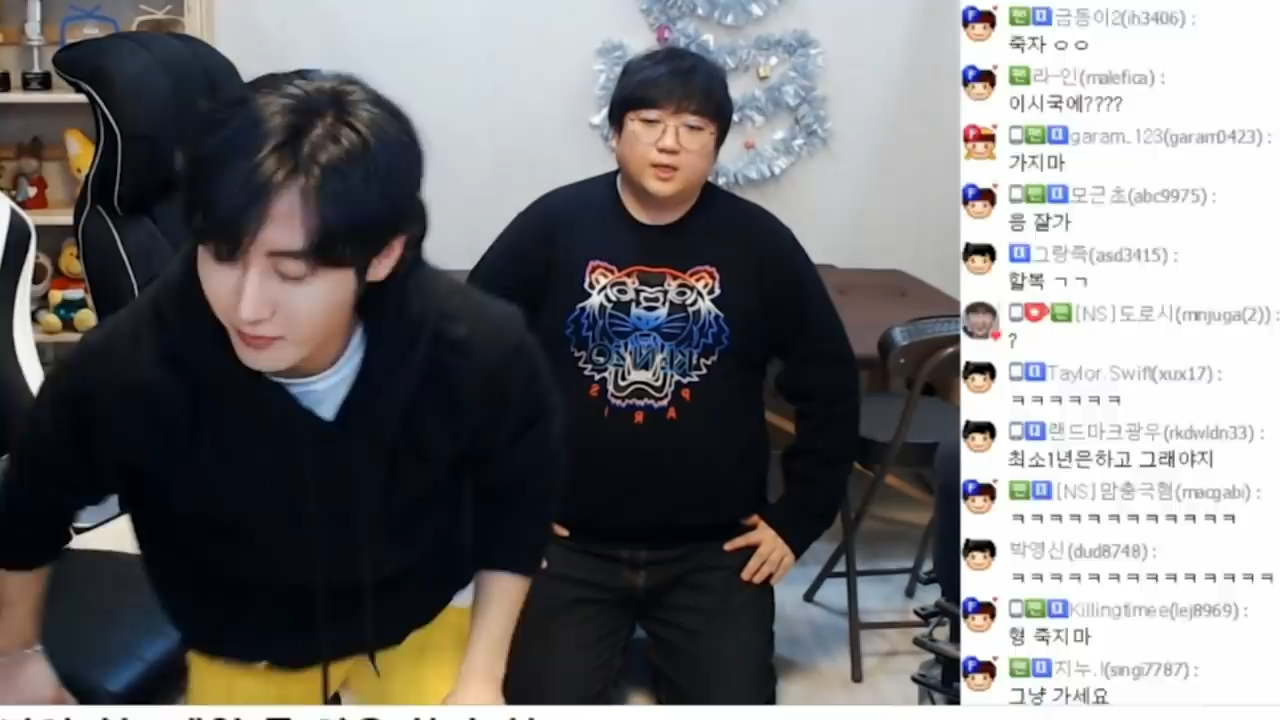 금동이2(ih3406) :
죽자 ㅇㅇ
라-인(malefica) :
이시국에????
garam_123(garam0423) :
가지마
모근초(abc9975) :
응 잘가
그랑죽(asd3415) :
할복 ㄱㄱ
[NS]도로시(mnjuga(2)) :
?
Taylor Swift(xux17) :
ㅋㅋㅋㅋㅋㅋ
랜드마크광우(rkdwldn33) :
최소1년은하고 그래야지
[NS]맘충극혐(macgabi) :
ㅋㅋㅋㅋㅋㅋㅋㅋㅋㅋㅋㅋ
박영신(dud8748) :
ㅋㅋㅋㅋㅋㅋㅋㅋㅋㅋㅋㅋㅋㅋ
Killingtimee(lej8969) :
형 죽지마
지누.!(singi7787) :
그냥 가세요
KENZO
PARIS